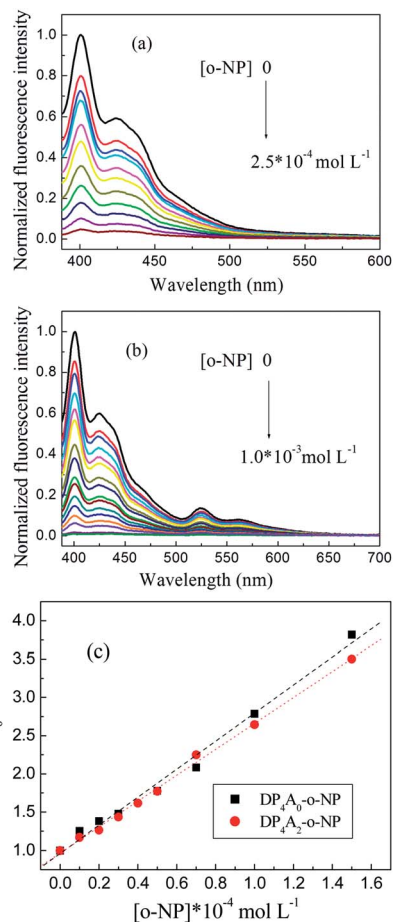 (a)
[o-NP] 0
2.5*10⁻⁴ mol L⁻¹
Normalized fluorescence intensity
1.0
0.8
0.6
0.4
0.2
0.0
400 450 500 550 600
Wavelength (nm)
(b)
[o-NP] 0
1.0*10⁻³ mol L⁻¹
Normalized fluorescence intensity
1.0
0.8
0.6
0.4
0.2
0.0
400 450 500 550 600 650 700
Wavelength (nm)
(c)
4.0
3.5
3.0
2.5
2.0
1.5
1.0
DP₄A₀-o-NP
DP₄A₂-o-NP
0.0 0.2 0.4 0.6 0.8 1.0 1.2 1.4 1.6
[o-NP]*10⁻⁴ mol L⁻¹